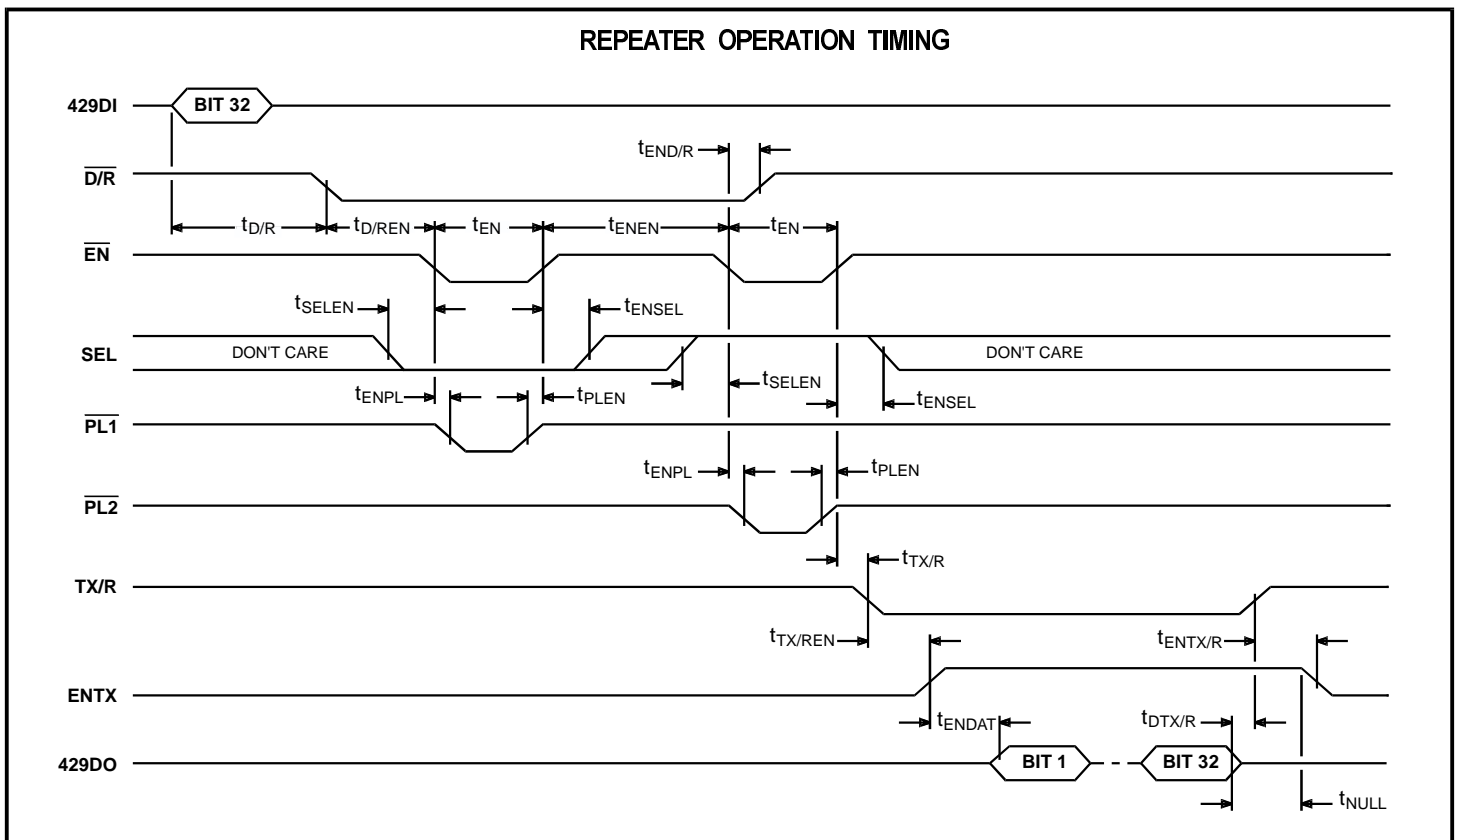 REPEATER OPERATION TIMING
429DI
BIT 32
tEND/R
D/R
tD/R
tD/REN
tEN
tENEN
tEN
EN
tSELEN
tENSEL
SEL
DON'T CARE
DON'T CARE
tSELEN
tENSEL
tENPL
tPLEN
PL1
tENPL
tPLEN
PL2
tTX/R
TX/R
tTX/REN
tENTX/R
ENTX
tENDAT
tDTX/R
429DO
BIT 1
BIT 32
tNULL